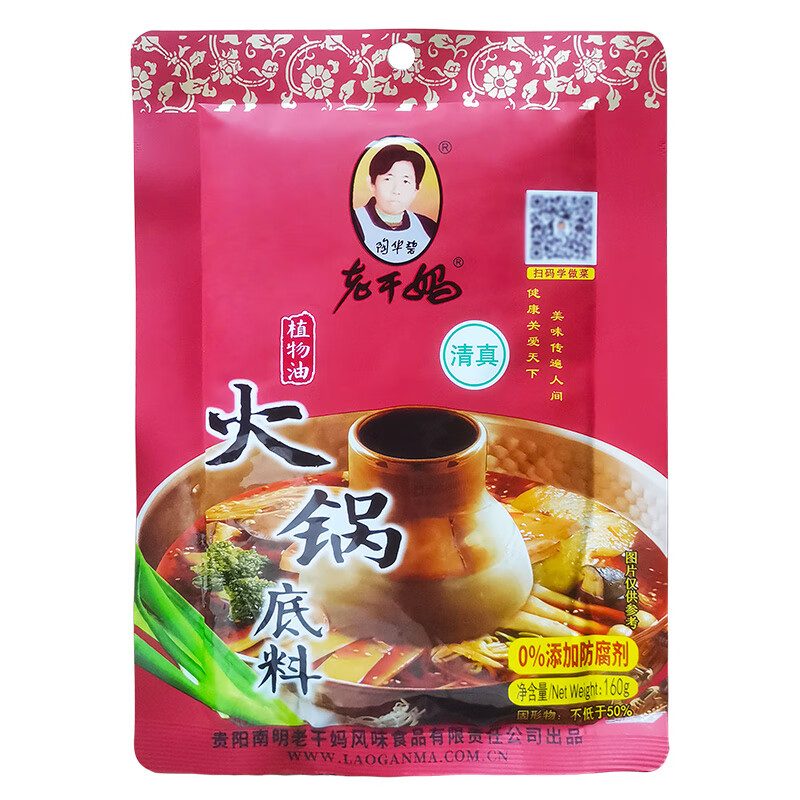 ®
陶华碧
老干妈®
扫码学做菜
美味传遍人间
健康关爱天下
植物油
清真
火锅
底料
图片仅供参考
0%添加防腐剂
净含量/Net Weight:160g
固形物：不低于50%
贵阳南明老干妈风味食品有限责任公司出品
WWW.LAOGANMA.COM.CN